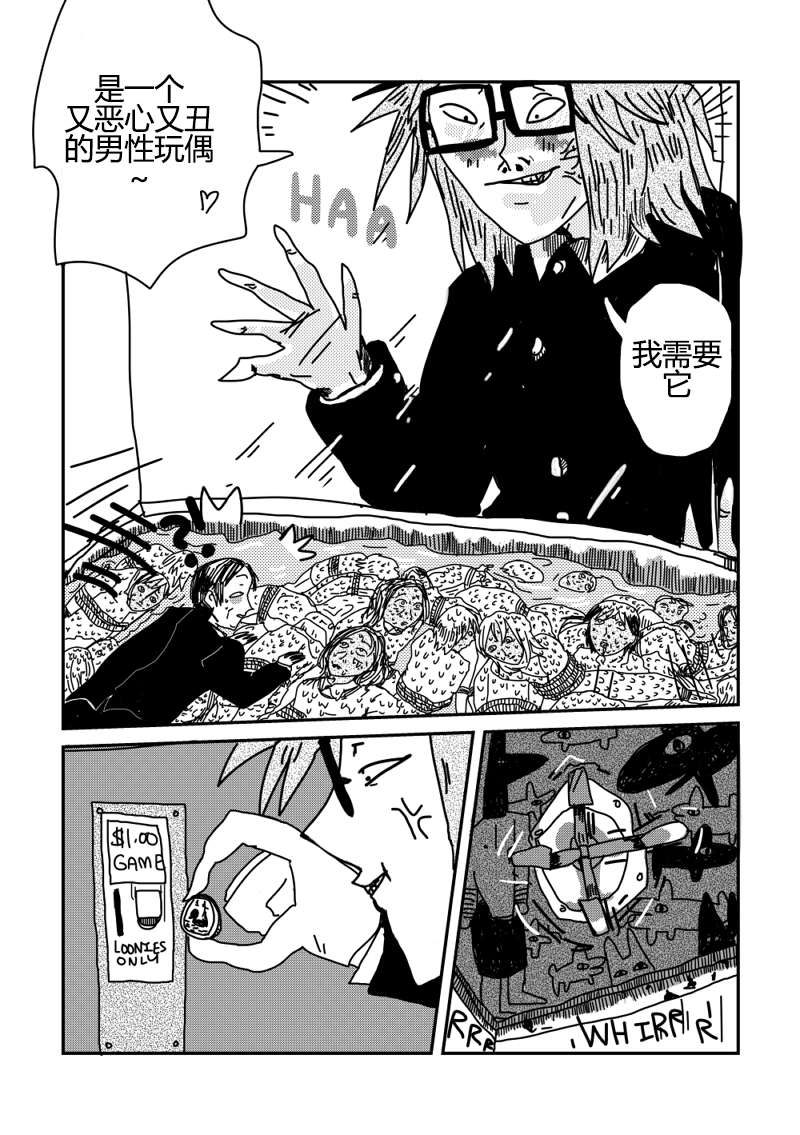 是一个
又恶心又丑
的男性玩偶
~
♡
HAA
我需要
它
?!
$1.00
GAME
LOONIES
ONLY
RRR
WHIRRR